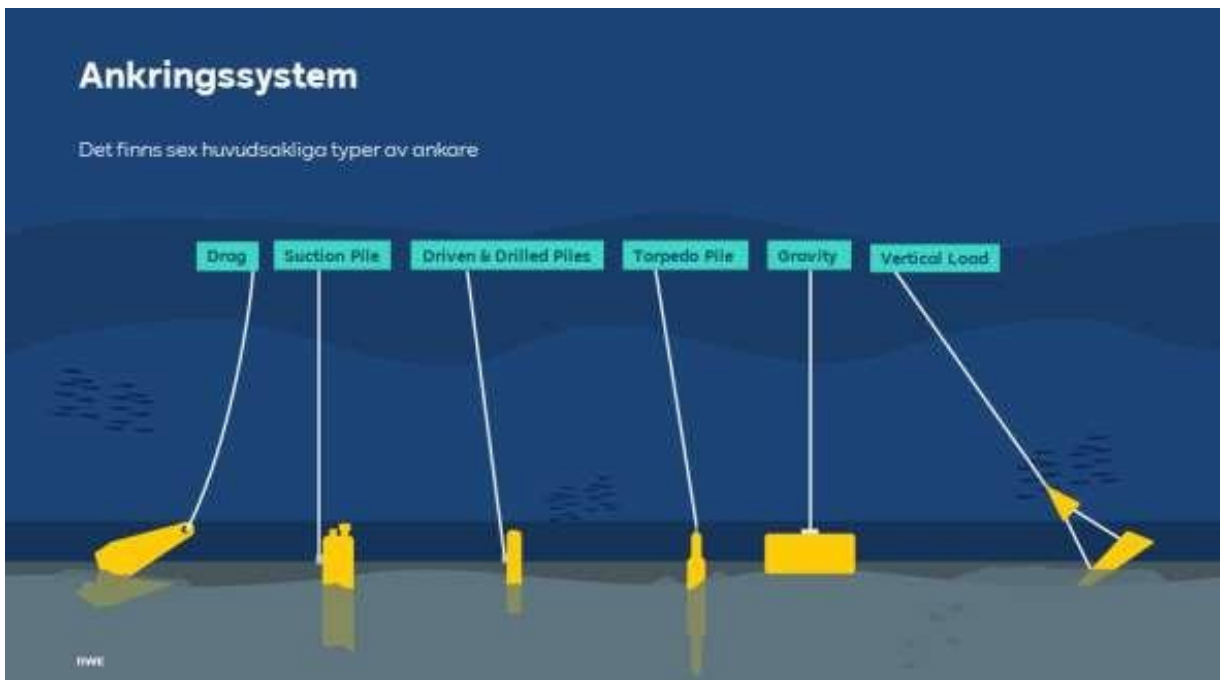 Ankringssystem
Det finns sex huvudsakliga typer av ankare
Drag
Suction Pile
Driven & Drilled Piles
Torpedo Pile
Gravity
Vertical Load
RWE